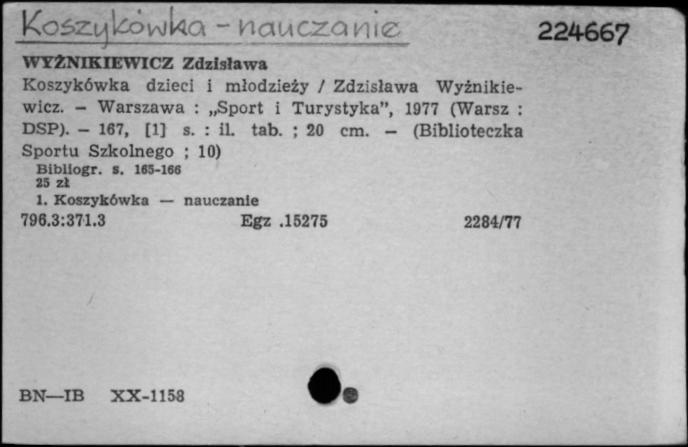 Koszykówka - nauczanie 224667
WYŻNIKIEWICZ Zdzisława
Koszykówka dzieci i młodzieży / Zdzisława Wyżnikie-
wicz. — Warszawa : „Sport i Turystyka”, 1977 (Warsz :
DSP). — 167, [1] s. : il. tab. ; 20 cm. — (Biblioteczka
Sportu Szkolnego ; 10)
Bibliogr. s. 165-166
25 zł
1. Koszykówka — nauczanie
796.3:371.3 Egz .15275 2284/77
BN—IB XX-1158